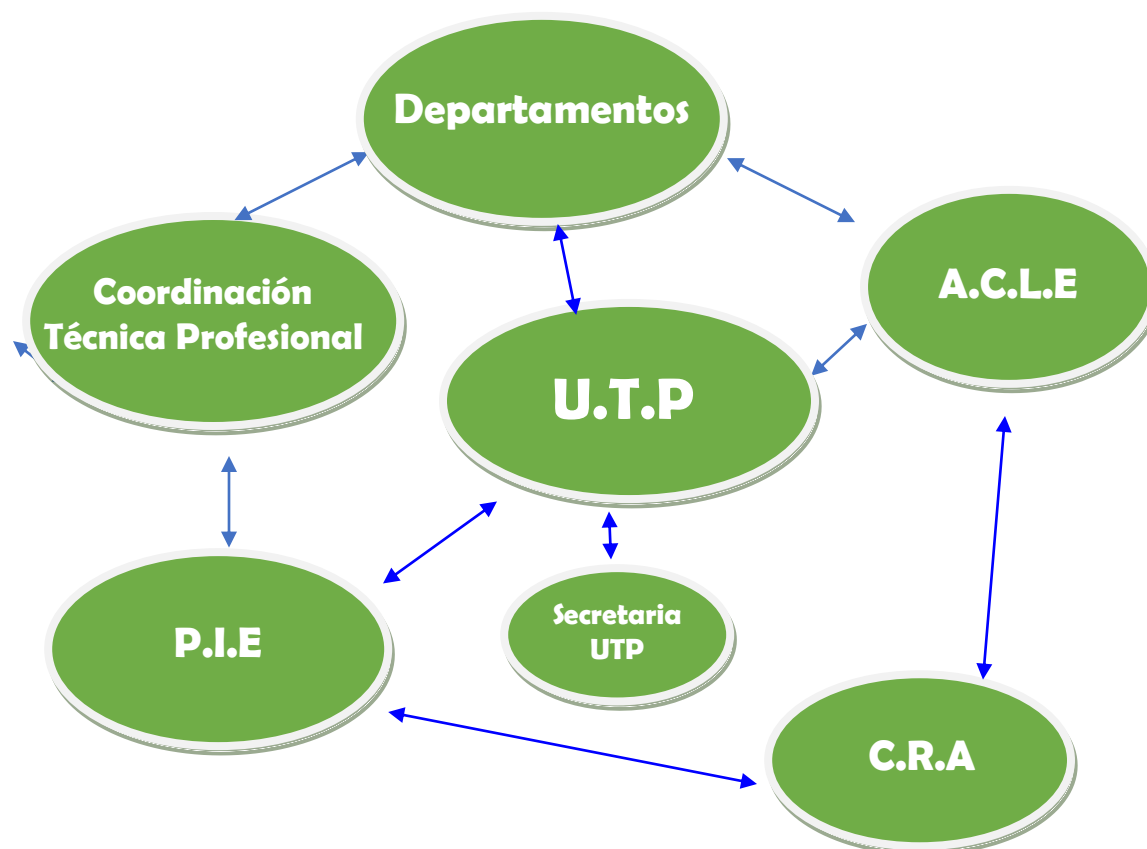 Departamentos
A.C.L.E
Coordinación
Técnica Profesional
U.T.P
Secretaria
UTP
P.I.E
C.R.A